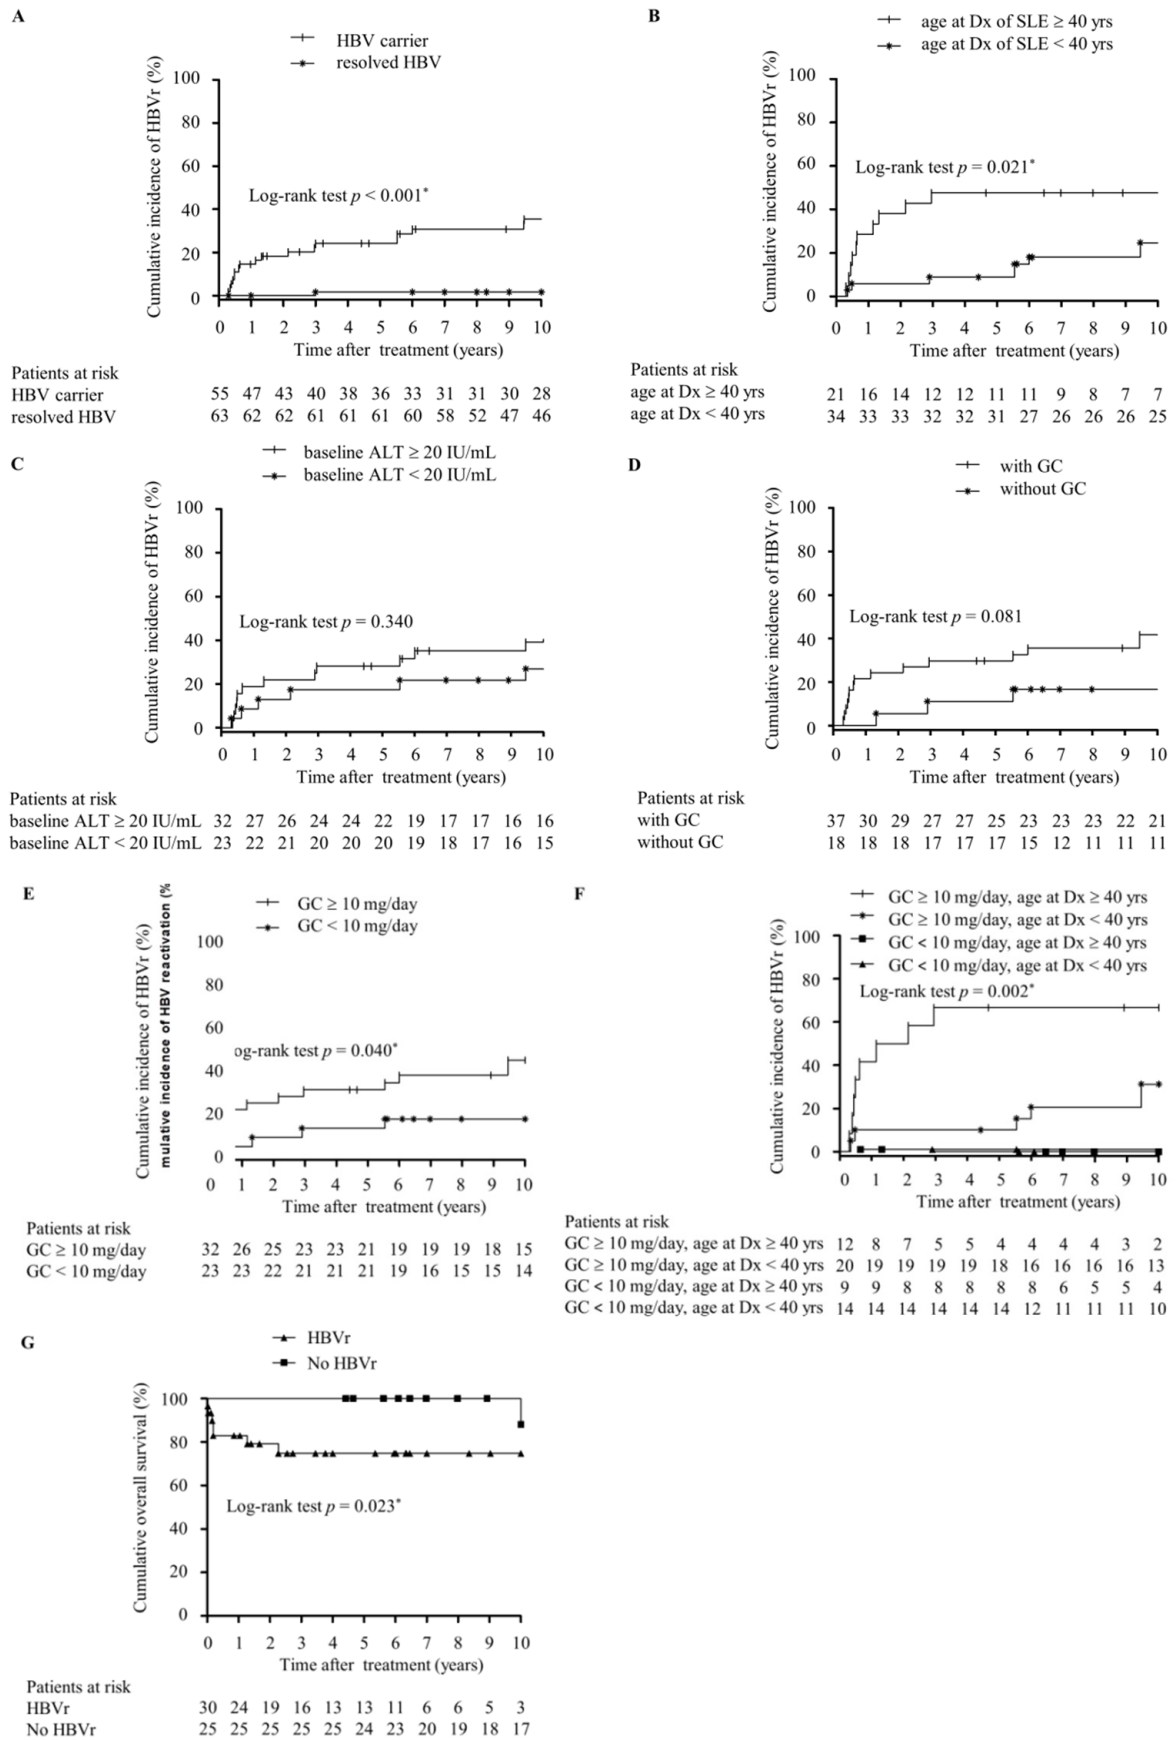 A
HBV carrier
resolved HBV
Cumulative incidence of HBVr (%)
100
80
60
40
20
0
Log-rank test p < 0.001*
0 1 2 3 4 5 6 7 8 9 10
Time after treatment (years)
Patients at risk
HBV carrier 55 47 43 40 38 36 33 31 31 30 28
resolved HBV 63 62 62 61 61 61 60 58 52 47 46
B
age at Dx of SLE ≥ 40 yrs
age at Dx of SLE < 40 yrs
Cumulative incidence of HBVr (%)
100
80
60
40
20
0
Log-rank test p = 0.021*
0 1 2 3 4 5 6 7 8 9 10
Time after treatment (years)
Patients at risk
age at Dx ≥ 40 yrs 21 16 14 12 12 11 11 9 8 7 7
age at Dx < 40 yrs 34 33 33 32 32 31 27 26 26 26 25
C
baseline ALT ≥ 20 IU/mL
baseline ALT < 20 IU/mL
Cumulative incidence of HBVr (%)
100
80
60
40
20
0
Log-rank test p = 0.340
0 1 2 3 4 5 6 7 8 9 10
Time after treatment (years)
Patients at risk
baseline ALT ≥ 20 IU/mL 32 27 26 24 24 22 19 17 17 16 16
baseline ALT < 20 IU/mL 23 22 21 20 20 20 19 18 17 16 15
D
with GC
without GC
Cumulative incidence of HBVr (%)
100
80
60
40
20
0
Log-rank test p = 0.081
0 1 2 3 4 5 6 7 8 9 10
Time after treatment (years)
Patients at risk
with GC 37 30 29 27 27 25 23 23 23 22 21
without GC 18 18 18 17 17 17 15 12 11 11 11
E
GC ≥ 10 mg/day
GC < 10 mg/day
Cumulative incidence of HBVr (%)
mulative incidence of HBV reactivation (%
100
80
60
40
20
0
og-rank test p = 0.040*
0 1 2 3 4 5 6 7 8 9 10
Time after treatment (years)
Patients at risk
GC ≥ 10 mg/day 32 26 25 23 23 21 19 19 19 18 15
GC < 10 mg/day 23 23 22 21 21 21 19 16 15 15 14
F
GC ≥ 10 mg/day, age at Dx ≥ 40 yrs
GC ≥ 10 mg/day, age at Dx < 40 yrs
GC < 10 mg/day, age at Dx ≥ 40 yrs
GC < 10 mg/day, age at Dx < 40 yrs
Cumulative incidence of HBVr (%)
100
80
60
40
20
0
Log-rank test p = 0.002*
0 1 2 3 4 5 6 7 8 9 10
Time after treatment (years)
Patients at risk
GC ≥ 10 mg/day, age at Dx ≥ 40 yrs 12 8 7 5 5 4 4 4 4 3 2
GC ≥ 10 mg/day, age at Dx < 40 yrs 20 19 19 19 19 18 16 16 16 16 13
GC < 10 mg/day, age at Dx ≥ 40 yrs 9 9 8 8 8 8 8 6 5 5 4
GC < 10 mg/day, age at Dx < 40 yrs 14 14 14 14 14 14 12 11 11 11 10
G
HBVr
No HBVr
Cumulative overall survival (%)
100
80
60
40
20
0
Log-rank test p = 0.023*
0 1 2 3 4 5 6 7 8 9 10
Time after treatment (years)
Patients at risk
HBVr 30 24 19 16 13 13 11 6 6 5 3
No HBVr 25 25 25 25 25 24 23 20 19 18 17